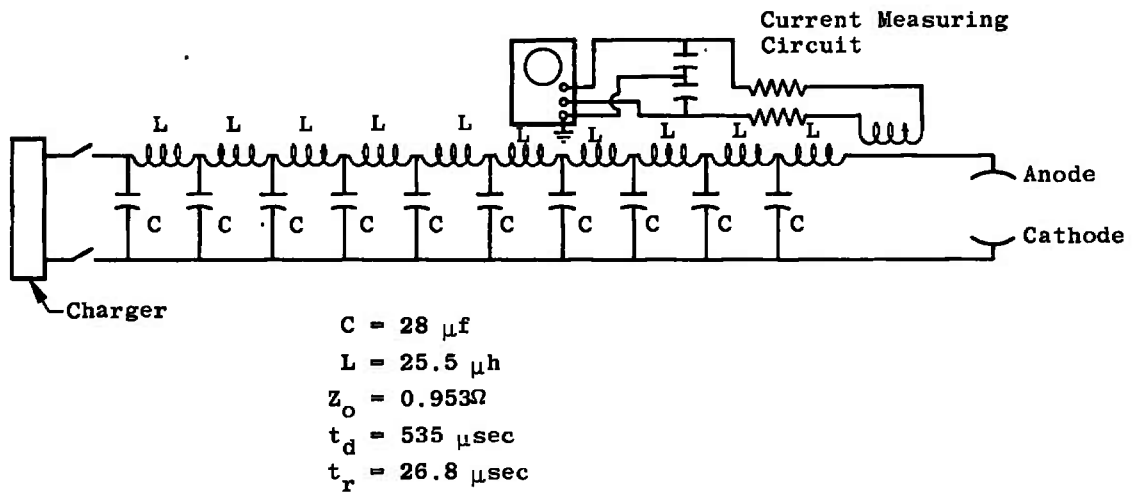 Current Measuring
Circuit
L L L L L L L L L L
Anode
C C C C C C C C C C
Cathode
Charger
C = 28 μf
L = 25.5 μh
Z₀ = 0.953Ω
t_d = 535 μsec
t_r = 26.8 μsec